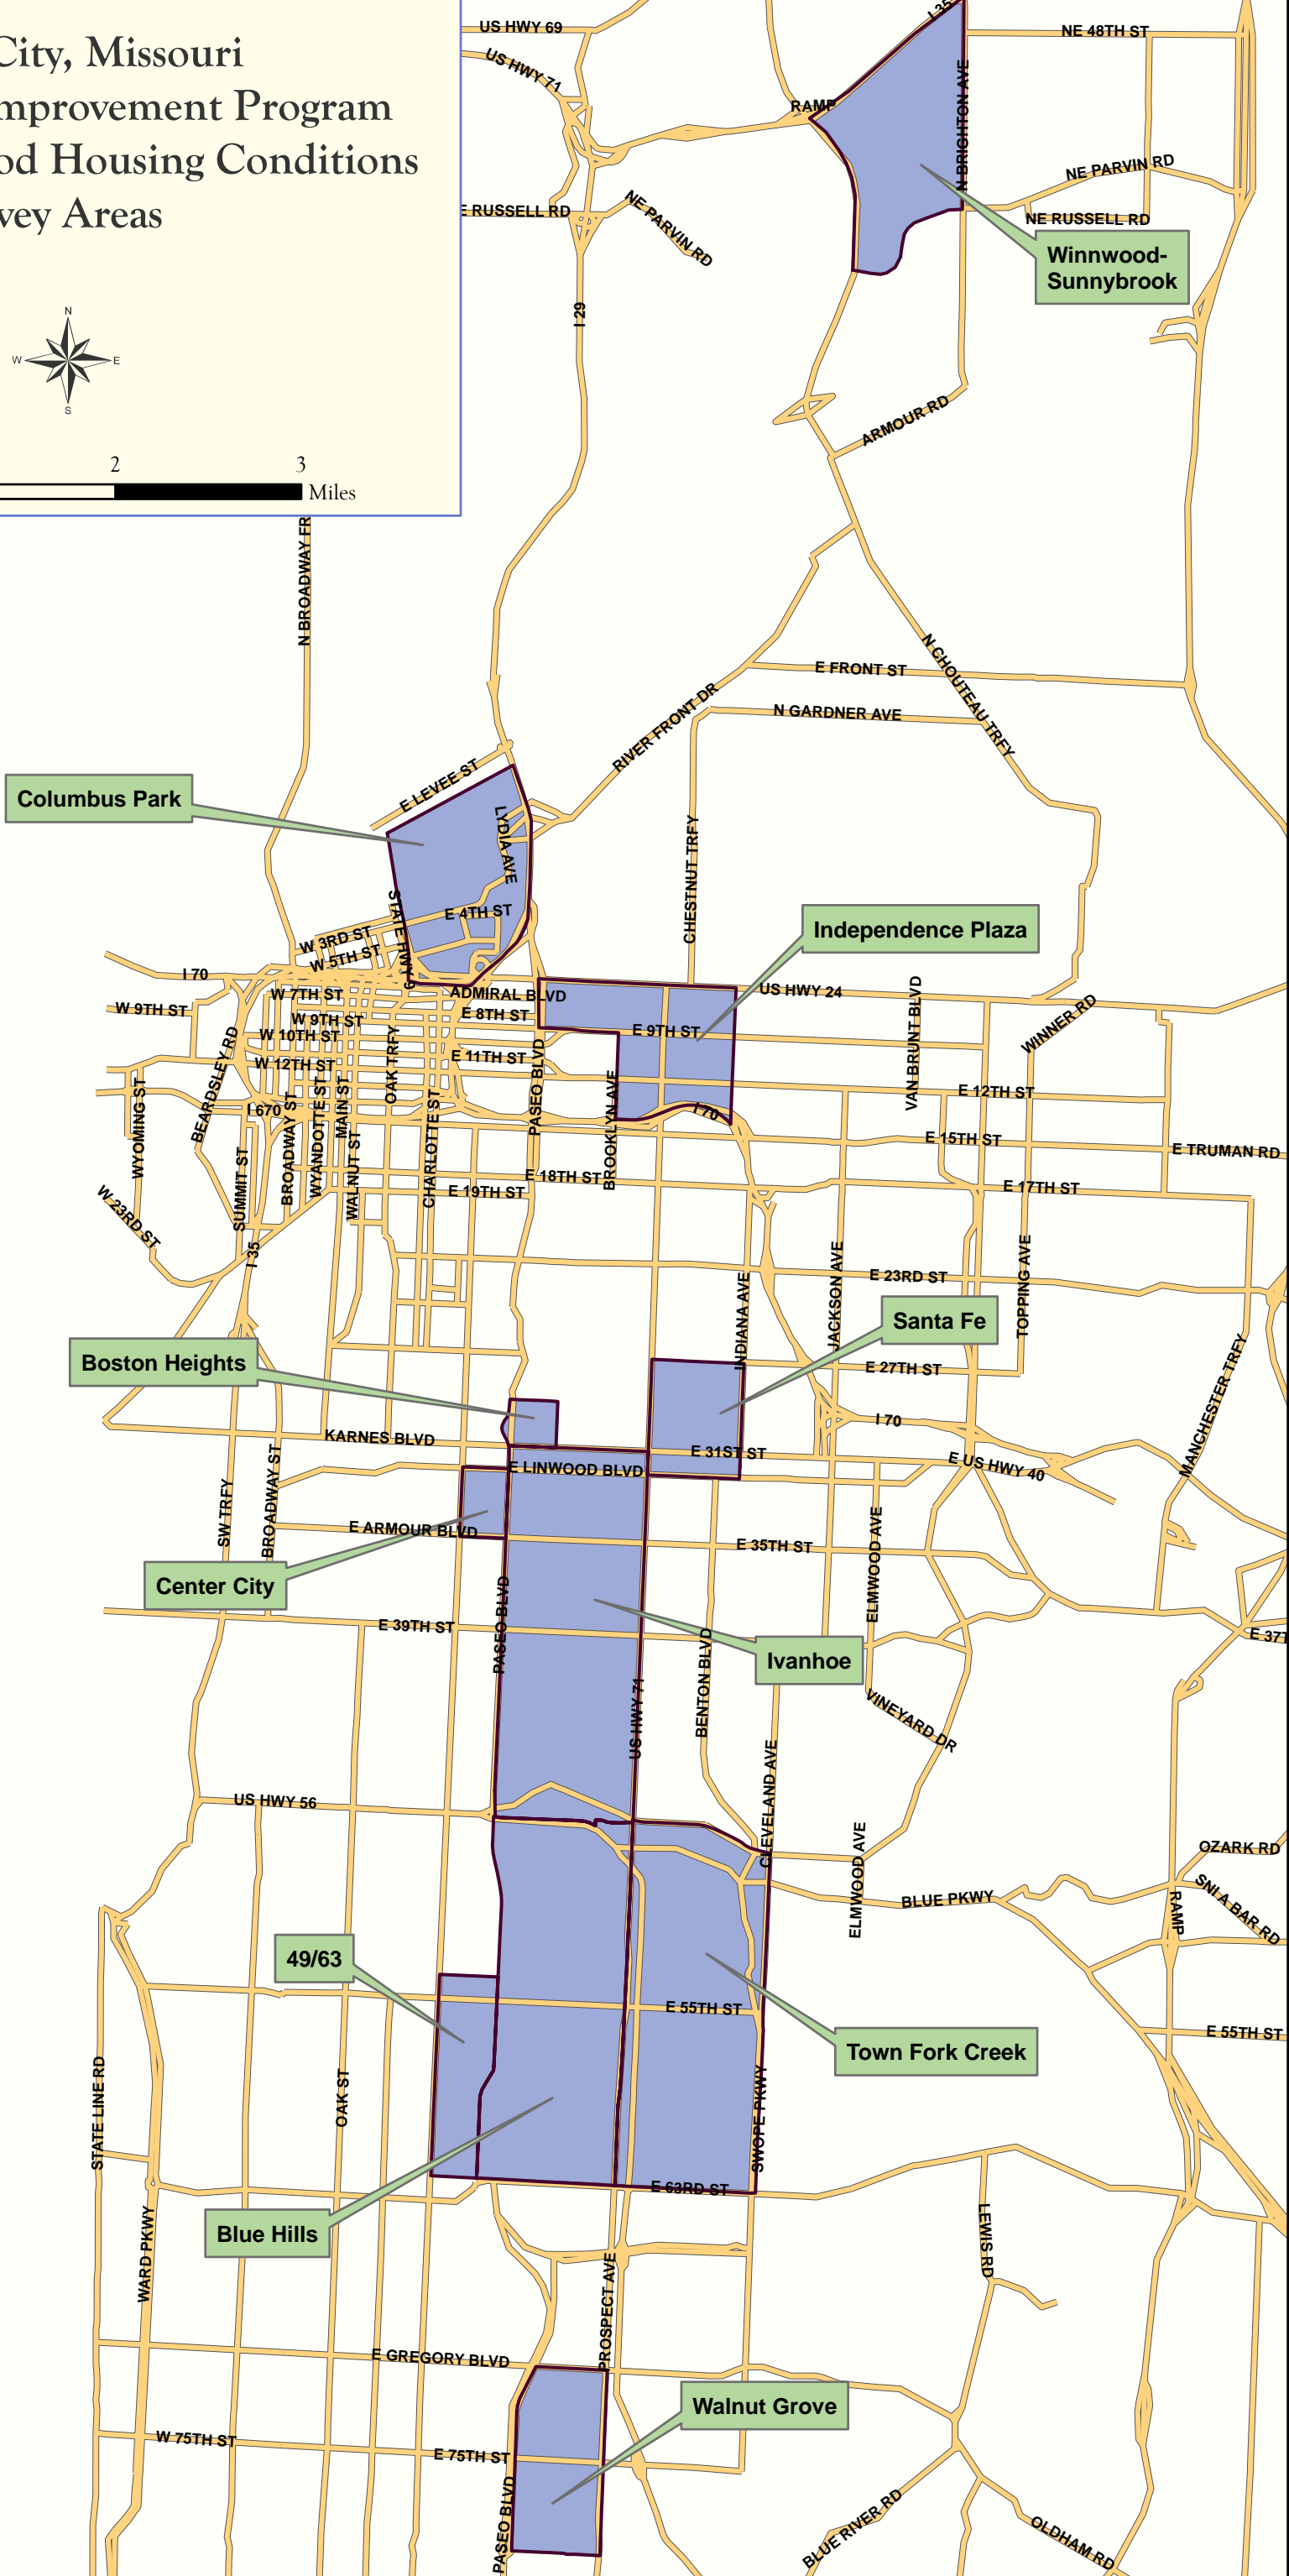 City, Missouri
mprovement Program
od Housing Conditions
vey Areas
N
W
E
S
2
3
Miles
I 35
US HWY 69
NE 48TH ST
US HWY 71
RAMP
N BRIGHTON AVE
NE PARVIN RD
E RUSSELL RD
NE PARVIN RD
NE RUSSELL RD
Winnwood-
Sunnybrook
I 29
ARMOUR RD
N BROADWAY FR
E FRONT ST
N CHOUTEAU TRFY
RIVER FRONT DR
N GARDNER AVE
E LEVEE ST
Columbus Park
LYDIA AVE
CHESTNUT TRFY
STATE HWY 9
E 4TH ST
Independence Plaza
W 3RD ST
W 5TH ST
I 70
W 7TH ST
ADMIRAL BLVD
US HWY 24
W 9TH ST
W 9TH ST
E 8TH ST
E 9TH ST
VAN BRUNT BLVD
WINNER RD
W 10TH ST
OAK TRFY
E 11TH ST
PASEO BLVD
BEARDSLEY RD
W 12TH ST
E 12TH ST
WYOMING ST
I 670
BROADWAY ST
WYANDOTTE ST
MAIN ST
WALNUT ST
CHARLOTTE ST
BROOKLYN AVE
I 70
E 15TH ST
E TRUMAN RD
SUMMIT ST
E 18TH ST
E 17TH ST
E 19TH ST
W 23RD ST
I 35
E 23RD ST
INDIANA AVE
JACKSON AVE
TOPPING AVE
Santa Fe
Boston Heights
E 27TH ST
MANCHESTER TRFY
I 70
KARNES BLVD
E 31ST ST
E US HWY 40
E LINWOOD BLVD
SW TRFY
BROADWAY ST
E ARMOUR BLVD
E 35TH ST
ELMWOOD AVE
Center City
PASEO BLVD
E 39TH ST
E 37T
Ivanhoe
BENTON BLVD
US HWY 71
VINEYARD DR
CLEVELAND AVE
US HWY 56
ELMWOOD AVE
OZARK RD
BLUE PKWY
RAMP
SNI A BAR RD
49/63
E 55TH ST
Town Fork Creek
E 55TH ST
STATE LINE RD
OAK ST
SWOPE PKWY
E 63RD ST
Blue Hills
WARD PKWY
LEWIS RD
PROSPECT AVE
E GREGORY BLVD
Walnut Grove
W 75TH ST
E 75TH ST
PASEO BLVD
BLUE RIVER RD
OLDHAM RD